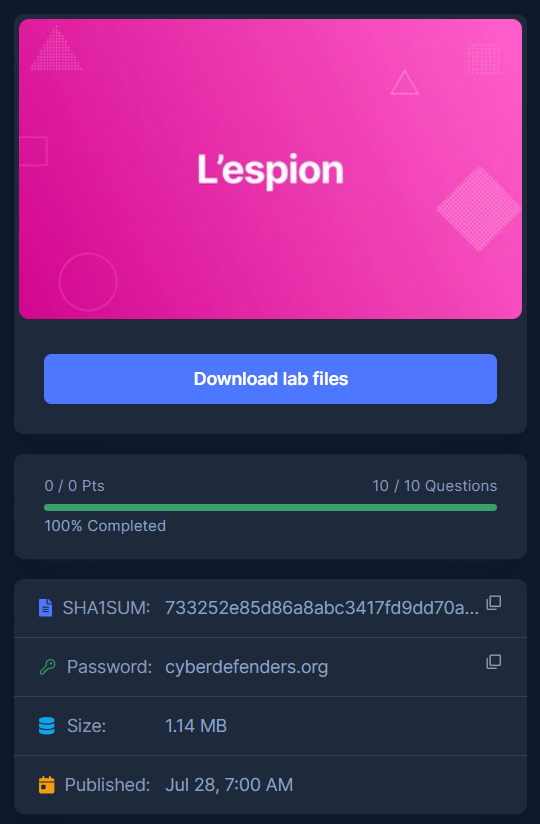 L’espion
Download lab files
0 / 0 Pts 10 / 10 Questions
100% Completed
SHA1SUM: 733252e85d86a8abc3417fd9dd70a...
Password: cyberdefenders.org
Size: 1.14 MB
Published: Jul 28, 7:00 AM